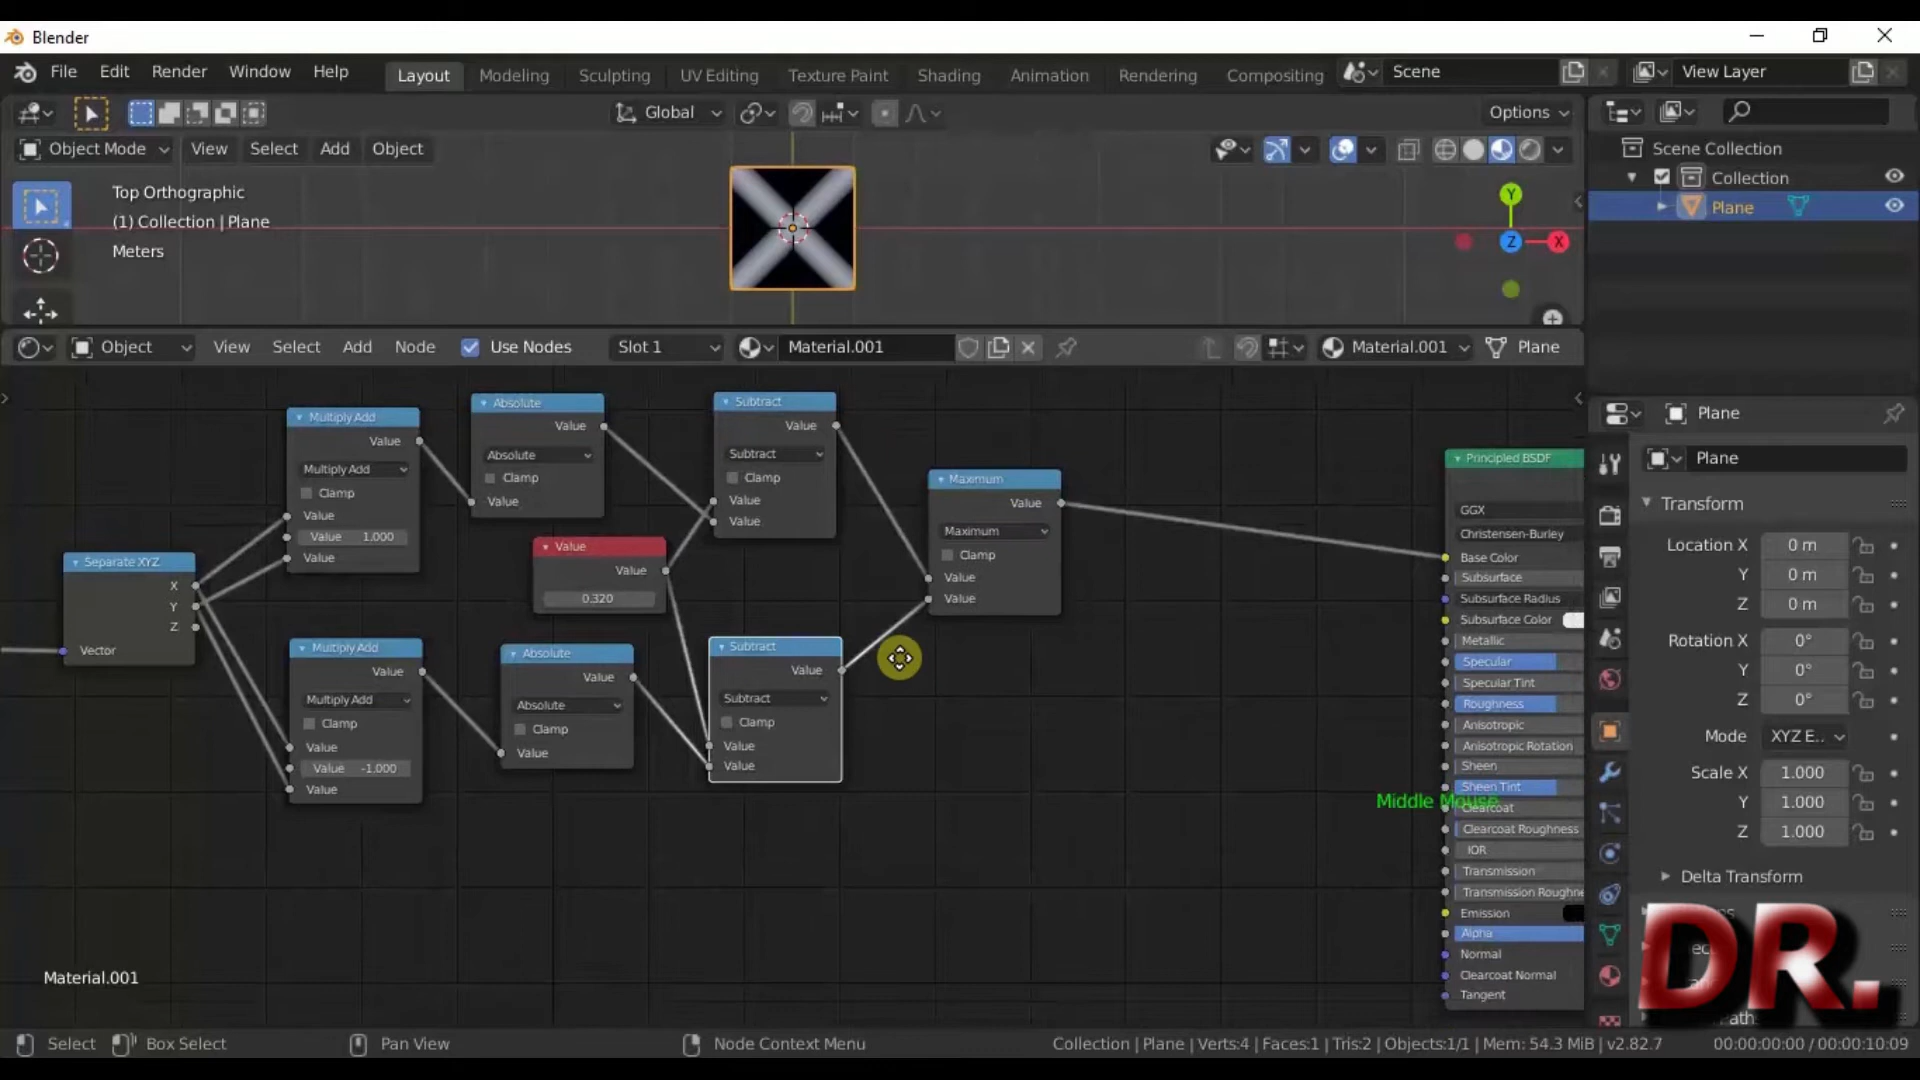 Blender
File Edit Render Window Help Layout Modeling Sculpting UV Editing Texture Paint Shading Animation Rendering Compositing Scene View Layer
Global Options
Object Mode View Select Add Object
Top Orthographic
(1) Collection | Plane
Meters
Y
Z
X
Scene Collection
Collection
Plane
Object View Select Add Node Use Nodes Slot 1 Material.001 Material.001 Plane
Separate XYZ
X
Y
Z
Vector
Multiply Add
Value
Multiply Add
Clamp
Value
Value 1.000
Value
Absolute
Value
Absolute
Clamp
Value
Subtract
Value
Subtract
Clamp
Value
Value
Value
Value
0.320
Maximum
Value
Maximum
Clamp
Value
Value
Multiply Add
Value
Multiply Add
Clamp
Value
Value -1.000
Value
Absolute
Value
Absolute
Clamp
Value
Subtract
Value
Subtract
Clamp
Value
Value
Principled BSDF
GGX
Christensen-Burley
Base Color
Subsurface
Subsurface Radius
Subsurface Color
Metallic
Specular
Specular Tint
Roughness
Anisotropic
Anisotropic Rotation
Sheen
Sheen Tint
Clearcoat
Clearcoat Roughness
IOR
Transmission
Emission
Alpha
Normal
Clearcoat Normal
Tangent
Middle Mouse
Material.001
Plane
Plane
Transform
Location X 0 m
Y 0 m
Z 0 m
Rotation X 0°
Y 0°
Z 0°
Mode XYZ E..
Scale X 1.000
Y 1.000
Z 1.000
Delta Transform
DR.
Select Box Select Pan View Node Context Menu Collection | Plane | Verts:4 | Faces:1 | Tris:2 | Objects:1/1 | Mem: 54.3 MiB | v2.82.7 00:00:00:00 / 00:00:10:09